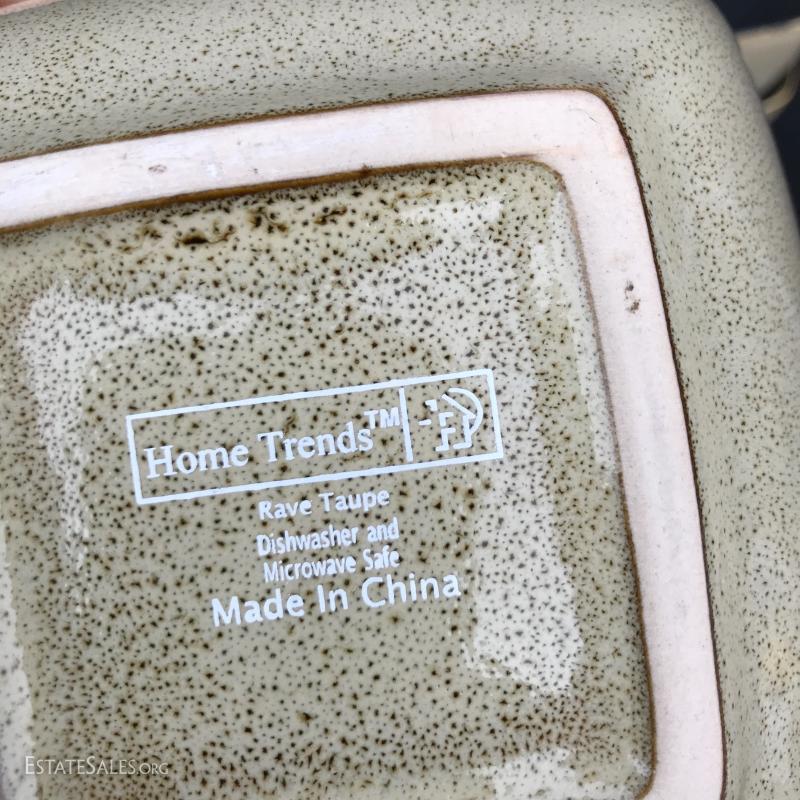 Home Trends™
Rave Taupe
Dishwasher and
Microwave Safe
Made In China
ESTATESALES.ORG